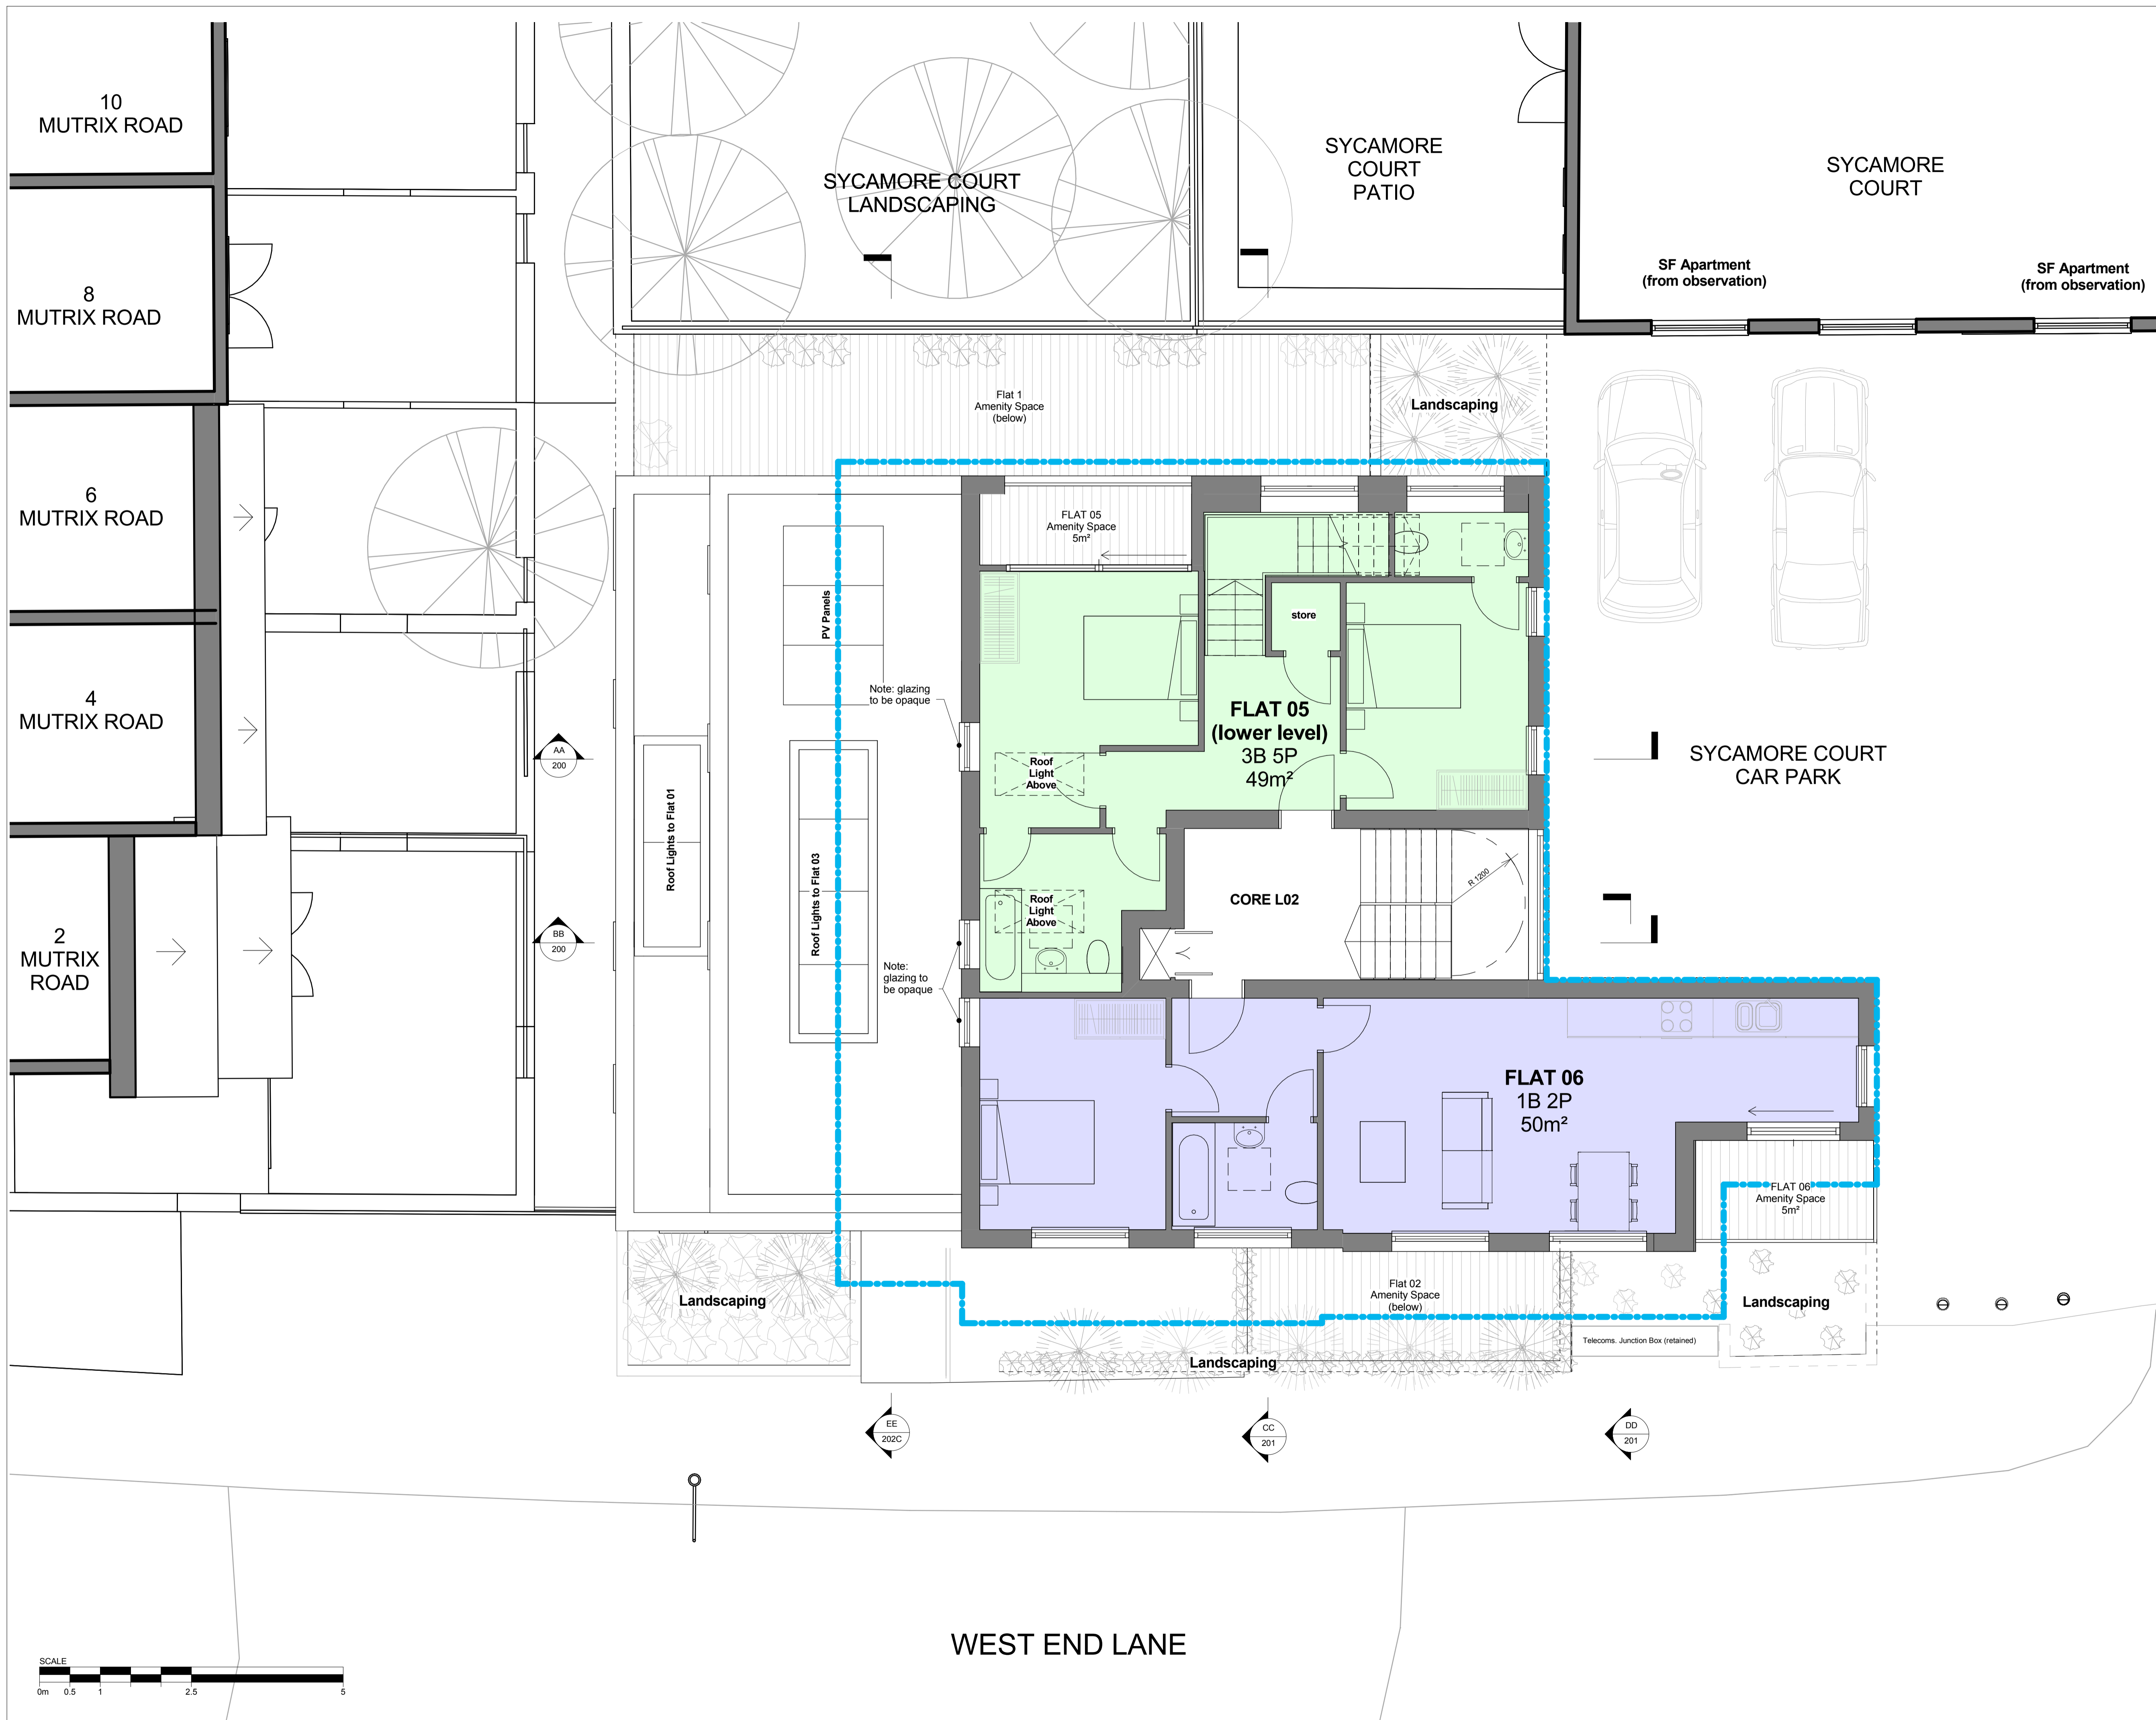 10
MUTRIX ROAD
SYCAMORE COURT
LANDSCAPING
SYCAMORE
COURT
PATIO
SYCAMORE
COURT
SF Apartment
(from observation)
SF Apartment
(from observation)
8
MUTRIX ROAD
Flat 1
Amenity Space
(below)
Landscaping
6
MUTRIX ROAD
FLAT 05
Amenity Space
5m²
PV Panels
store
4
MUTRIX ROAD
Note: glazing
to be opaque
FLAT 05
(lower level)
3B 5P
49m²
AA
200
Roof
Light
Above
SYCAMORE COURT
CAR PARK
Roof Lights to Flat 01
Roof Lights to Flat 03
R 1200
Roof
Light
Above
CORE L02
2
MUTRIX
ROAD
BB
200
Note:
glazing to
be opaque
FLAT 06
1B 2P
50m²
FLAT 06
Amenity Space
5m²
Landscaping
Flat 02
Amenity Space
(below)
Landscaping
Telecoms. Junction Box (retained)
Landscaping
EE
202C
CC
201
DD
201
WEST END LANE
SCALE
0m 0.5 1 2.5 5